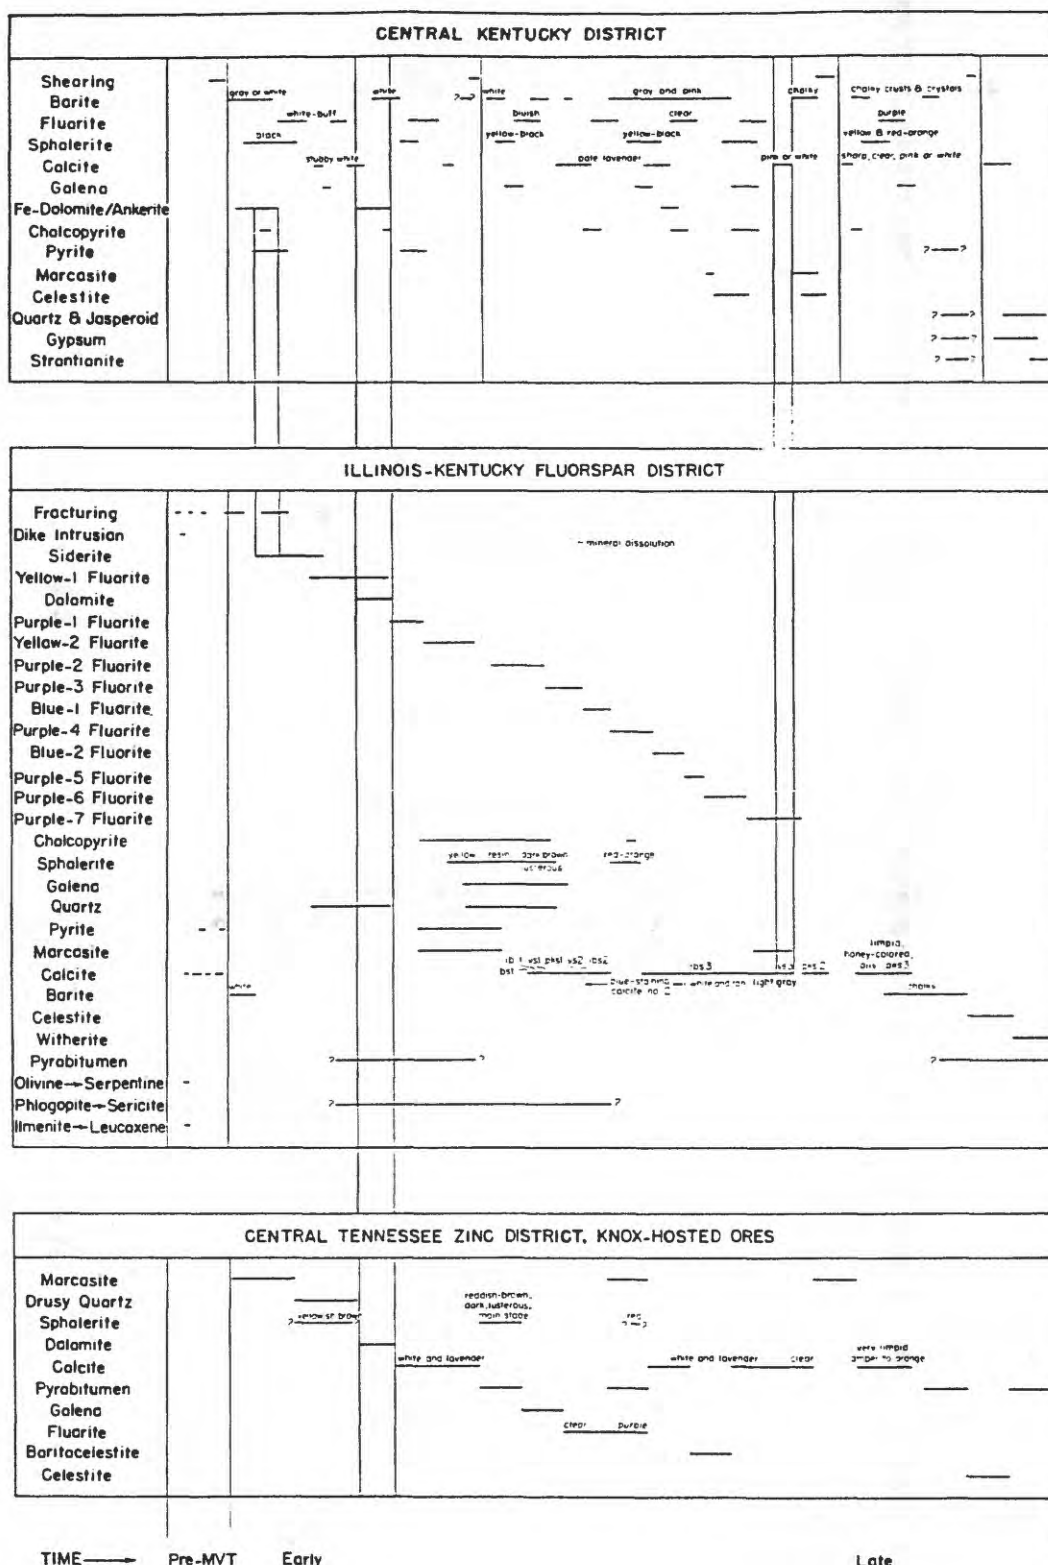 CENTRAL KENTUCKY DISTRICT
Shearing
Barite gray or white white ?-? white gray and pink chalky chalky crusts & crystals
Fluorite white-buff bluish clear purple
Sphalerite black yellow-black yellow-black yellow & red-orange
Calcite stubby white pale lavender pink or white sharp, clear, pink or white
Galena
Fe-Dolomite/Ankerite
Chalcopyrite
Pyrite ? ?
Marcasite
Celestite
Quartz & Jasperoid ? ?
Gypsum ? ?
Strontianite ? ?
ILLINOIS-KENTUCKY FLUORSPAR DISTRICT
Fracturing
Dike Intrusion
~ mineral dissolution
Siderite
Yellow-1 Fluorite
Dolomite
Purple-1 Fluorite
Yellow-2 Fluorite
Purple-2 Fluorite
Purple-3 Fluorite
Blue-1 Fluorite
Purple-4 Fluorite
Blue-2 Fluorite
Purple-5 Fluorite
Purple-6 Fluorite
Purple-7 Fluorite
Chalcopyrite
Sphalerite yellow resin dark brown red-orange
Galena
Quartz
Pyrite
Marcasite
limpid,
honey-colored,
Calcite
blue-staining white and tan light gray
calcite no. 2
Barite white chalky
Celestite
Witherite
Pyrobitumen ? ? ?
Olivine→Serpentine
Phlogopite→Sericite ? ?
Ilmenite→Leucoxene
CENTRAL TENNESSEE ZINC DISTRICT, KNOX-HOSTED ORES
Marcasite
Drusy Quartz
reddish-brown,
dark, lusterous,
main stage
Sphalerite ? yellowish brown ? red ? ?
Dolomite
very limpid
amber to orange
Calcite white and lavender white and lavender clear
Pyrobitumen
Galena
Fluorite clear purple
Baritocelestite
Celestite
TIME → Pre-MVT Early Late